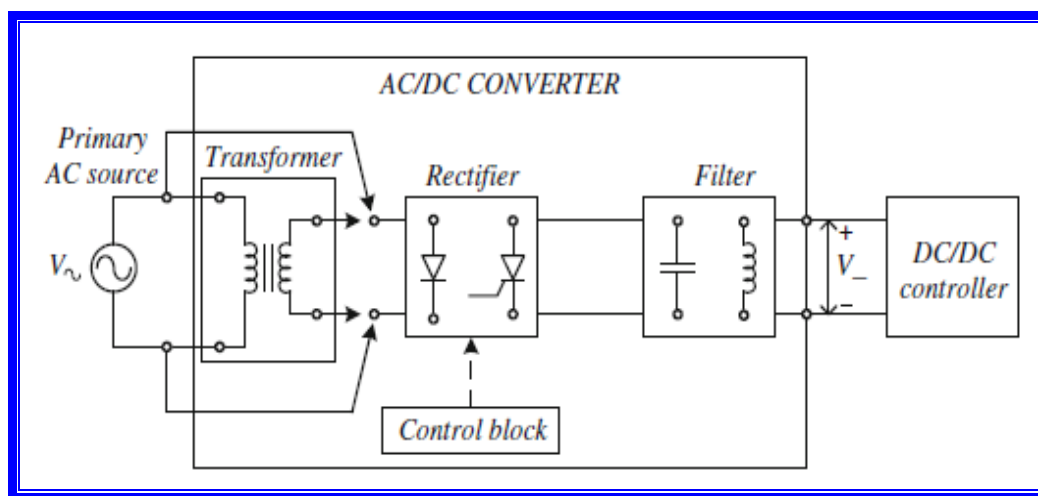 AC/DC CONVERTER
Primary
AC source
Transformer
Rectifier
Filter
V~
+
V_
−
DC/DC
controller
Control block